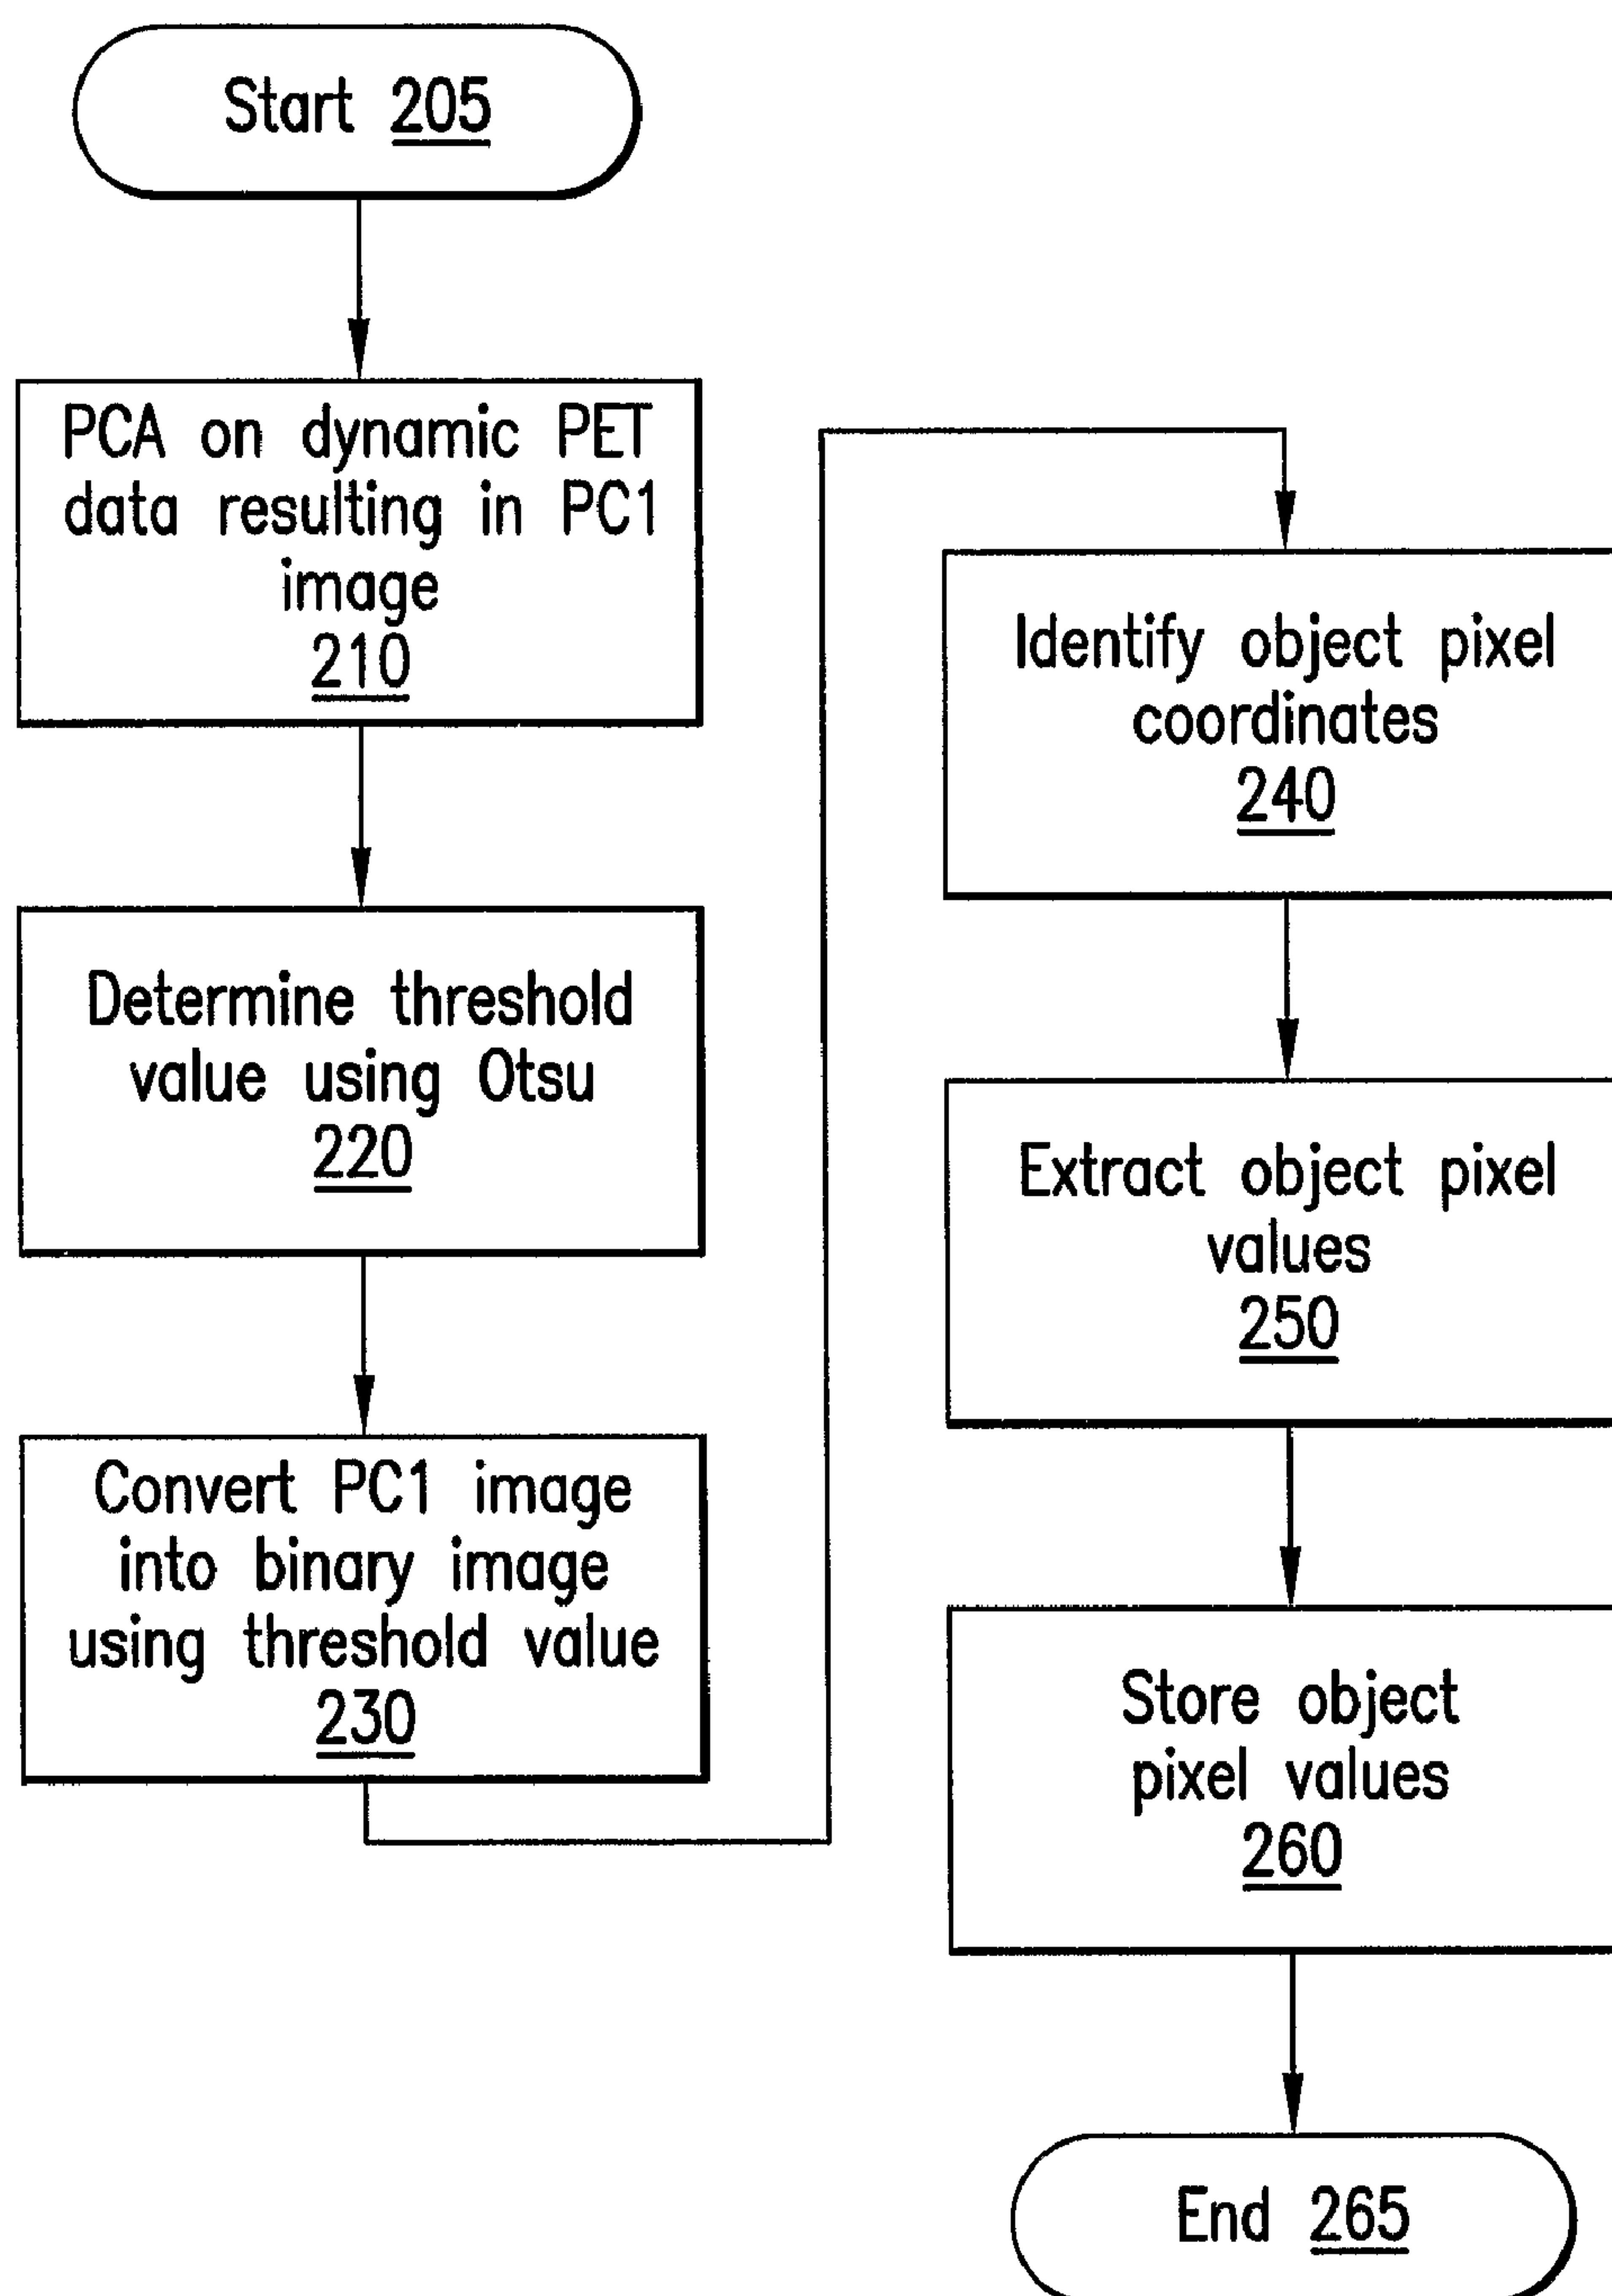 Start 205
PCA on dynamic PET
data resulting in PC1
image
210
Determine threshold
value using Otsu
220
Convert PC1 image
into binary image
using threshold value
230
Identify object pixel
coordinates
240
Extract object pixel
values
250
Store object
pixel values
260
End 265